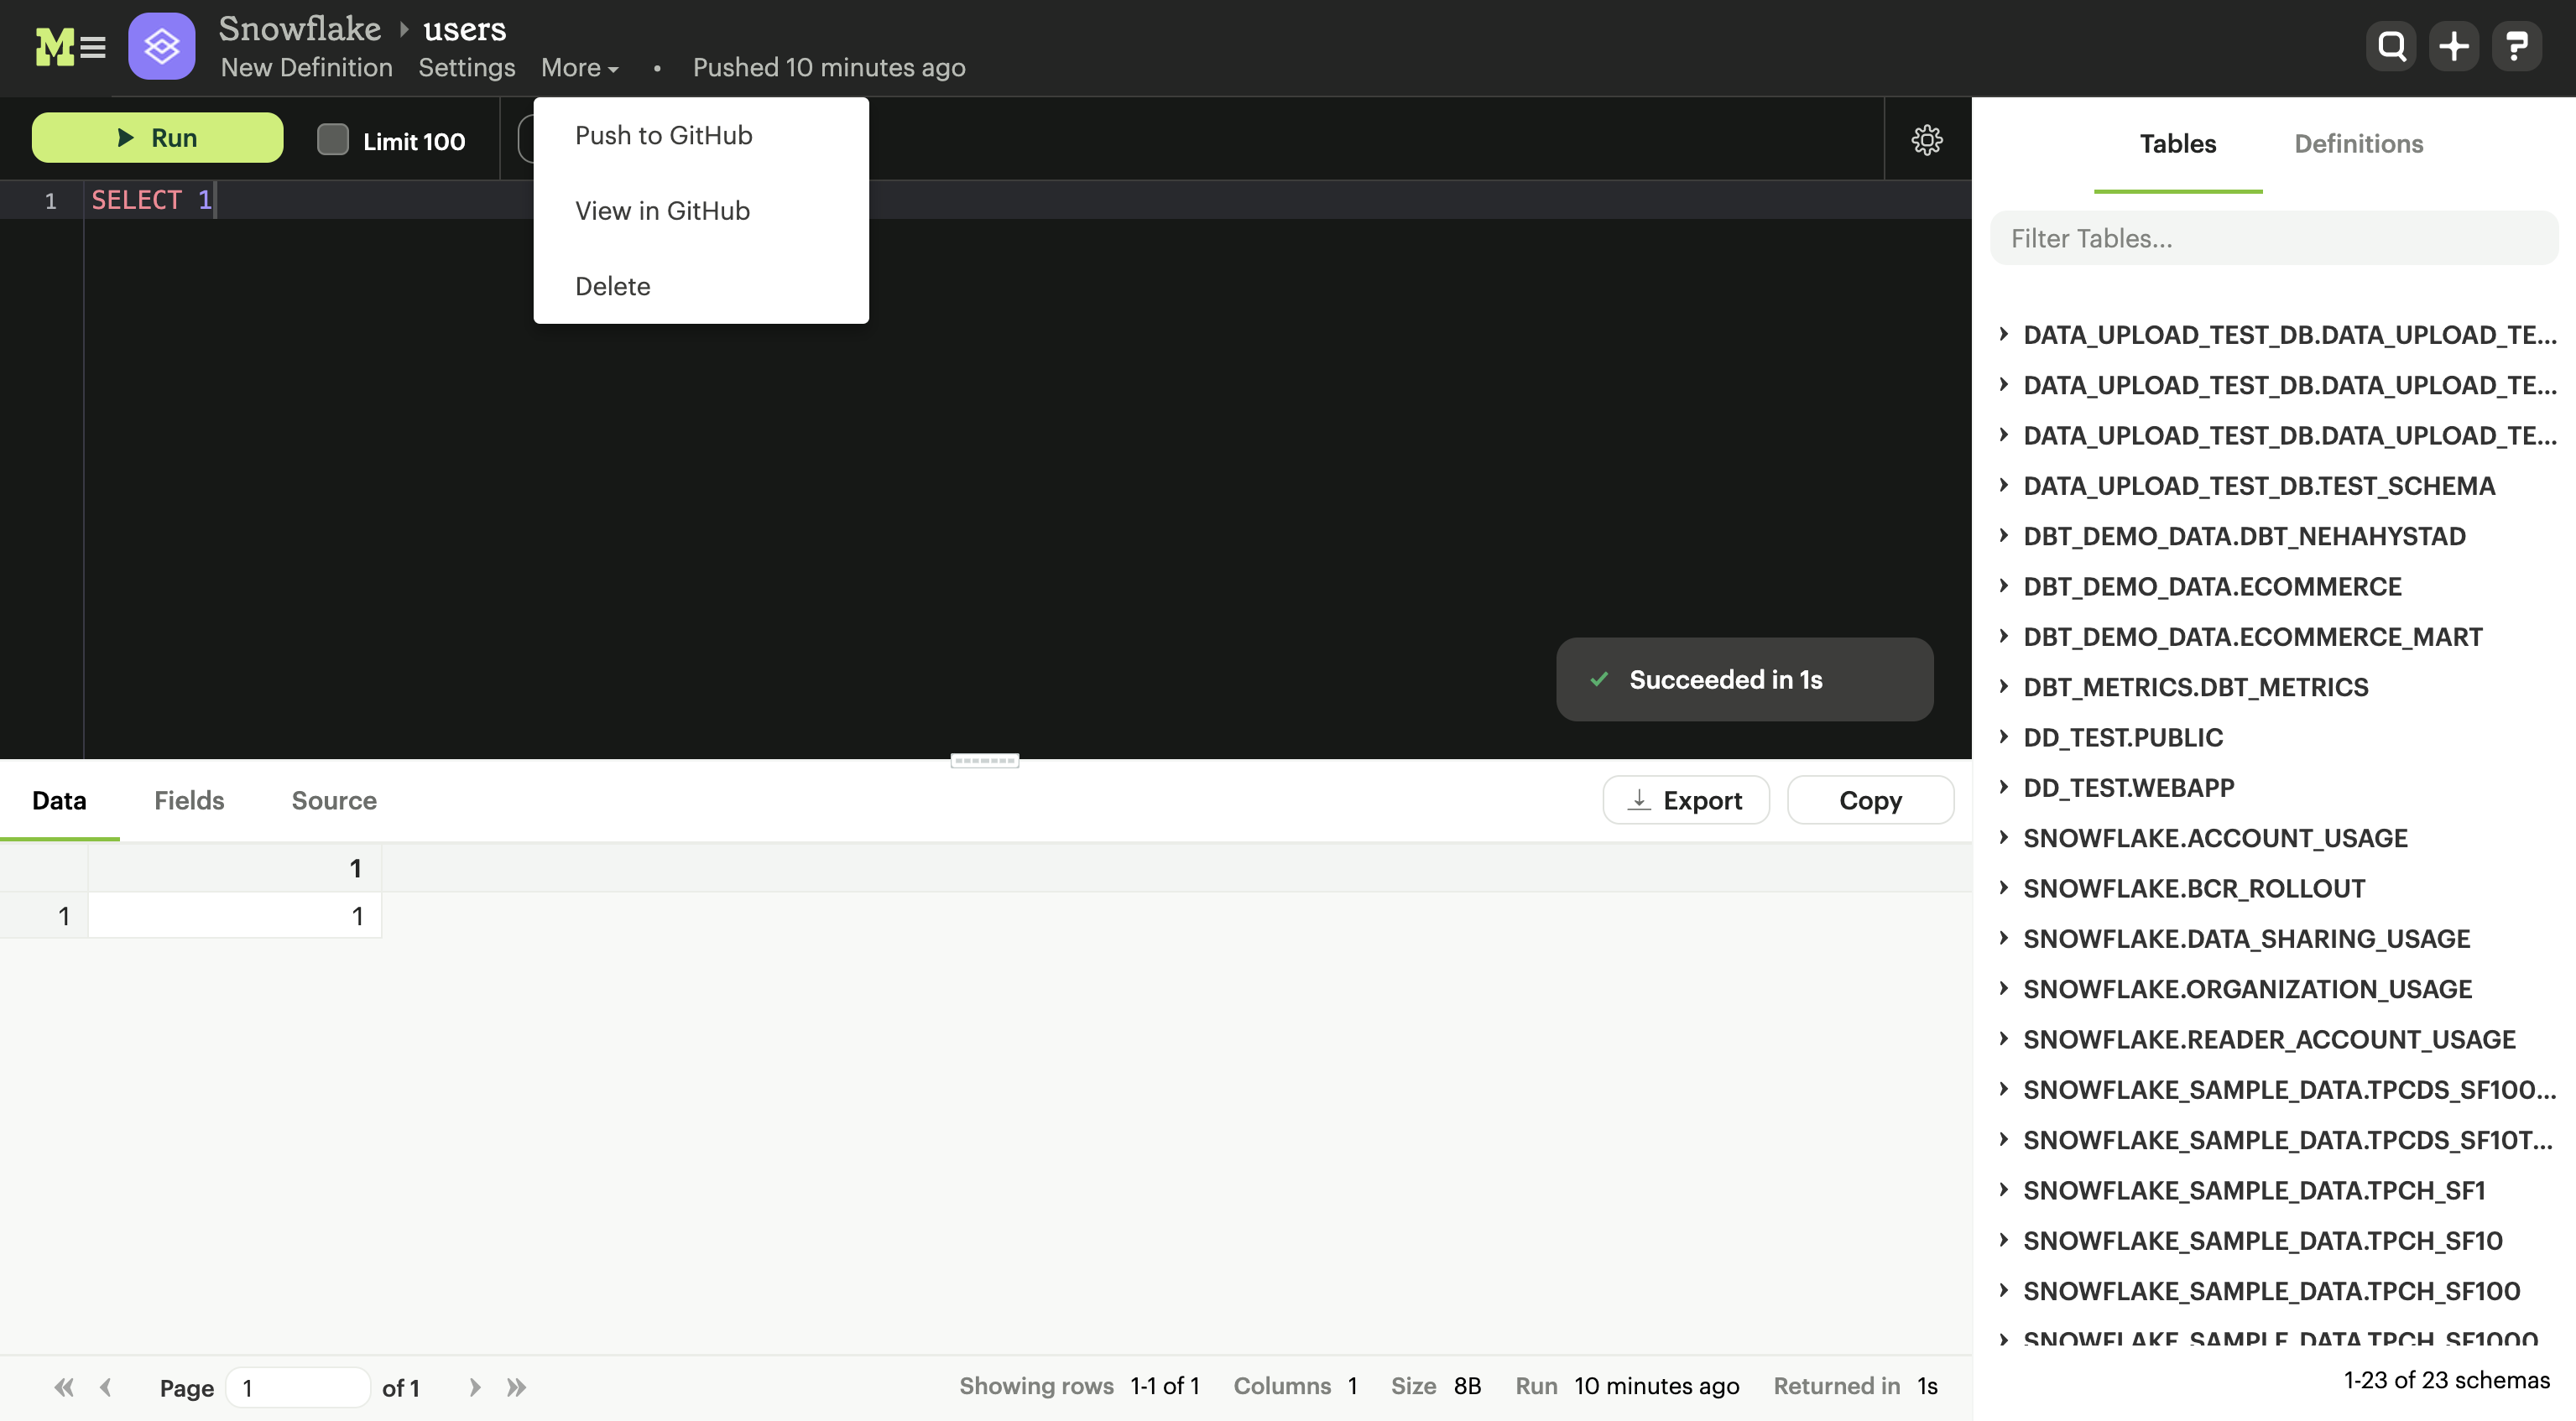 M
Snowflake users
New Definition Settings More • Pushed 10 minutes ago
Run Limit 100
Push to GitHub
View in GitHub
Delete
1 SELECT 1
Succeeded in 1s
Data Fields Source Export Copy
1
1 1
Page 1 of 1 Showing rows 1-1 of 1 Columns 1 Size 8B Run 10 minutes ago Returned in 1s
Tables Definitions
Filter Tables...
DATA_UPLOAD_TEST_DB.DATA_UPLOAD_TE...
DATA_UPLOAD_TEST_DB.DATA_UPLOAD_TE...
DATA_UPLOAD_TEST_DB.DATA_UPLOAD_TE...
DATA_UPLOAD_TEST_DB.TEST_SCHEMA
DBT_DEMO_DATA.DBT_NEHAHYSTAD
DBT_DEMO_DATA.ECOMMERCE
DBT_DEMO_DATA.ECOMMERCE_MART
DBT_METRICS.DBT_METRICS
DD_TEST.PUBLIC
DD_TEST.WEBAPP
SNOWFLAKE.ACCOUNT_USAGE
SNOWFLAKE.BCR_ROLLOUT
SNOWFLAKE.DATA_SHARING_USAGE
SNOWFLAKE.ORGANIZATION_USAGE
SNOWFLAKE.READER_ACCOUNT_USAGE
SNOWFLAKE_SAMPLE_DATA.TPCDS_SF100...
SNOWFLAKE_SAMPLE_DATA.TPCDS_SF10T...
SNOWFLAKE_SAMPLE_DATA.TPCH_SF1
SNOWFLAKE_SAMPLE_DATA.TPCH_SF10
SNOWFLAKE_SAMPLE_DATA.TPCH_SF100
SNOWFLAKE_SAMPLE_DATA.TPCH_SF1000
1-23 of 23 schemas